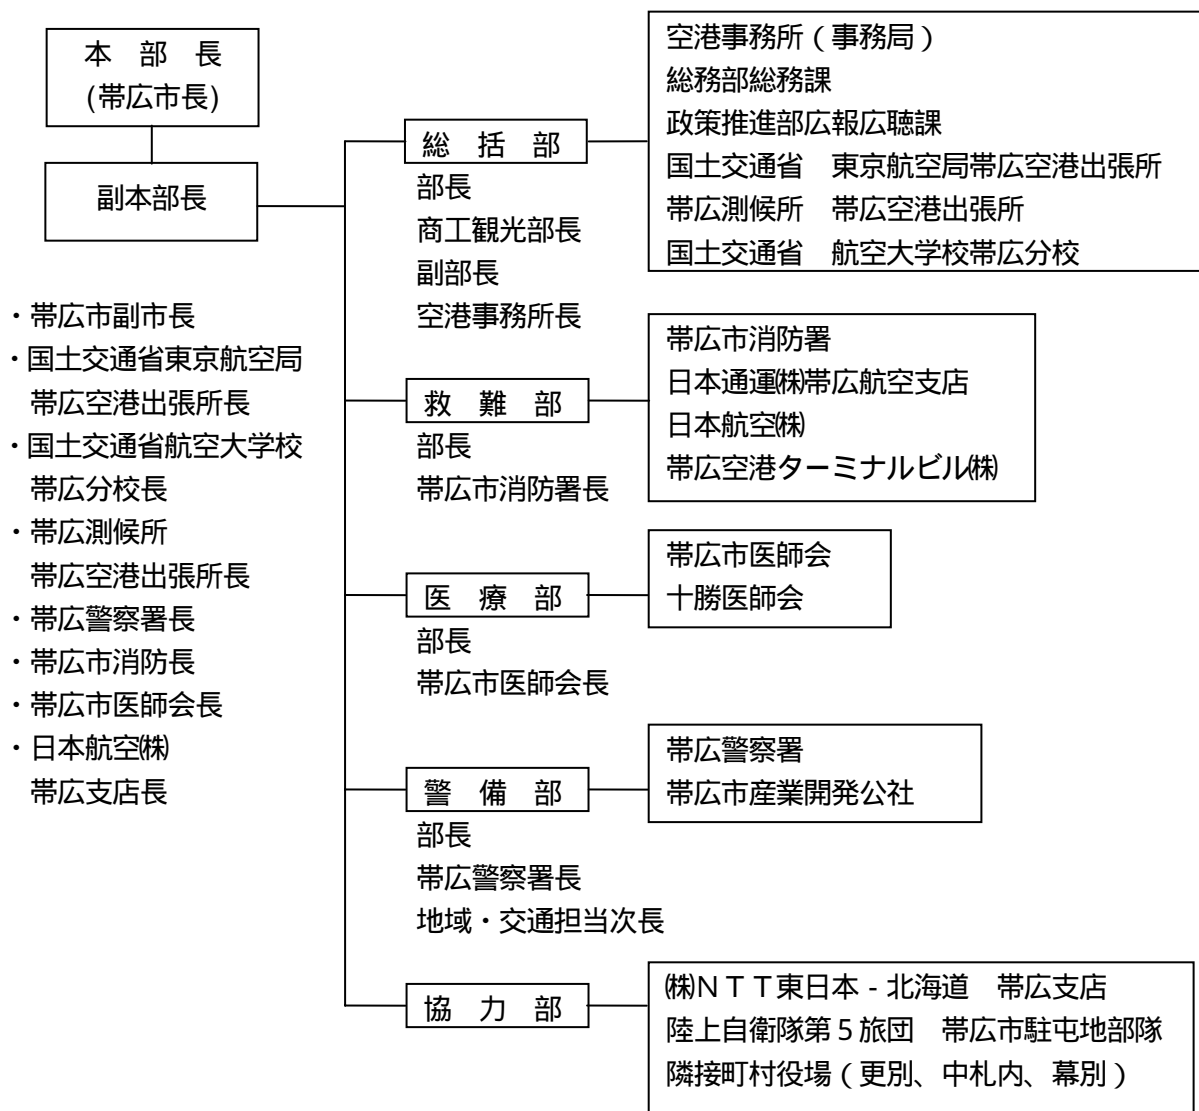 本　部　長
(帯広市長)
副本部長
・帯広市副市長
・国土交通省東京航空局
帯広空港出張所長
・国土交通省航空大学校
帯広分校長
・帯広測候所
帯広空港出張所長
・帯広警察署長
・帯広市消防長
・帯広市医師会長
・日本航空㈱
帯広支店長
総　括　部
部長
商工観光部長
副部長
空港事務所長
空港事務所（事務局）
総務部総務課
政策推進部広報広聴課
国土交通省　東京航空局帯広空港出張所
帯広測候所　帯広空港出張所
国土交通省　航空大学校帯広分校
救　難　部
部長
帯広市消防署長
帯広市消防署
日本通運㈱帯広航空支店
日本航空㈱
帯広空港ターミナルビル㈱
医　療　部
部長
帯広市医師会長
帯広市医師会
十勝医師会
警　備　部
部長
帯広警察署長
地域・交通担当次長
帯広警察署
帯広市産業開発公社
協　力　部
㈱ＮＴＴ東日本－北海道　帯広支店
陸上自衛隊第５旅団　帯広市駐屯地部隊
隣接町村役場（更別、中札内、幕別）